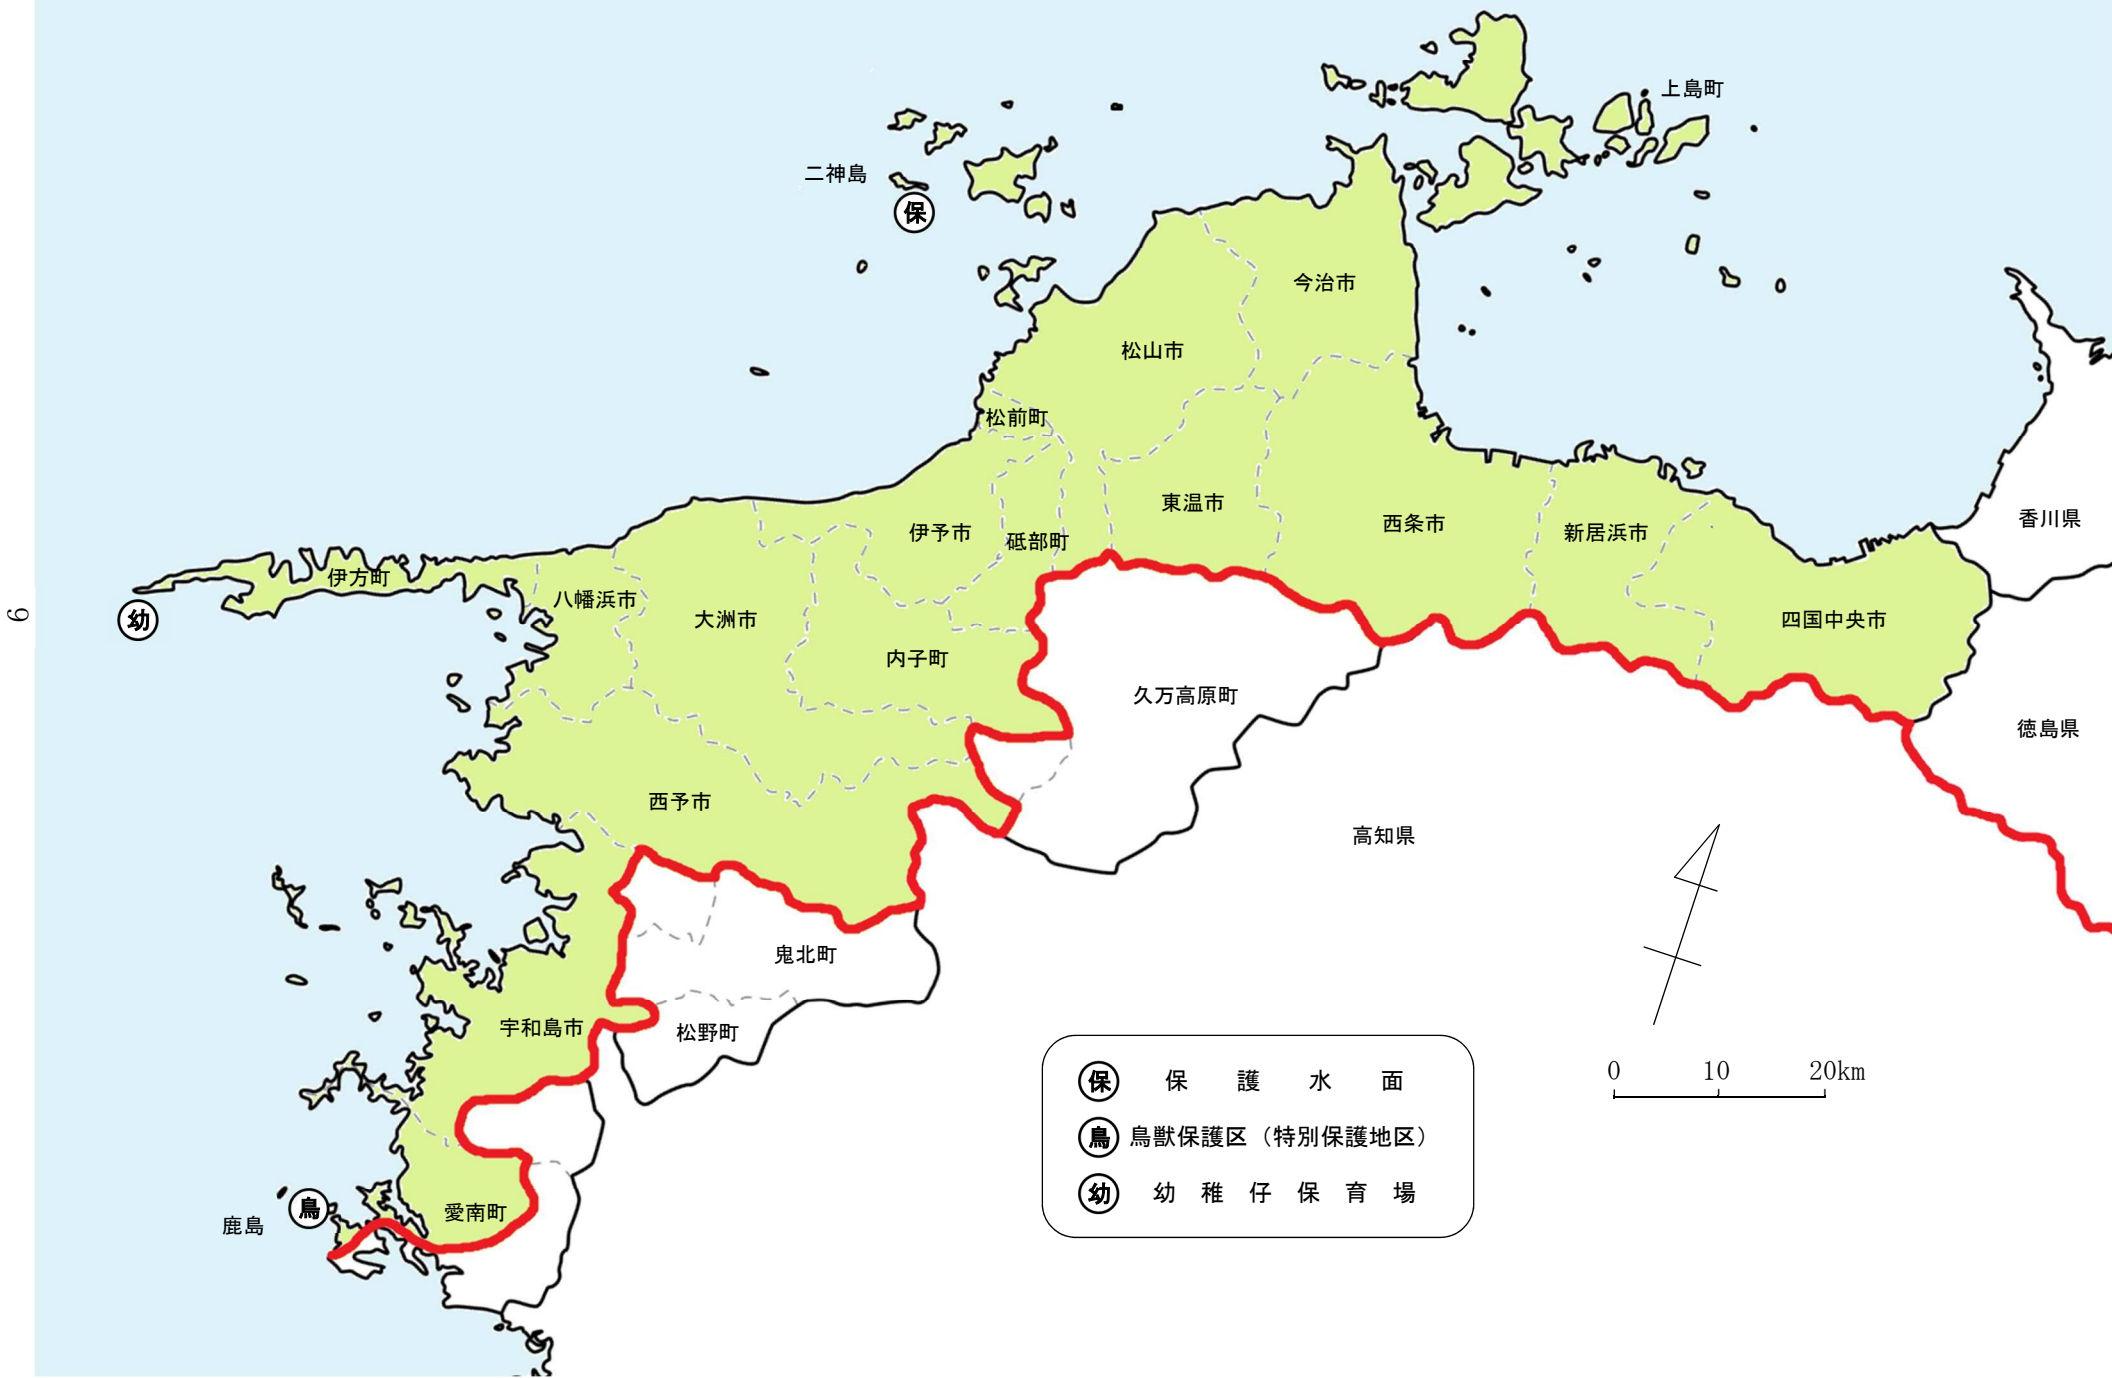 上島町
二神島
保
今治市
松山市
松前町
東温市
西条市
香川県
伊予市
新居浜市
砥部町
伊方町
八幡浜市
6
幼
大洲市
四国中央市
内子町
久万高原町
徳島県
西予市
高知県
鬼北町
宇和島市
松野町
愛南町
鳥
鹿島
保 保護水面
鳥 鳥獣保護区（特別保護地区）
幼 幼稚仔保育場
0 10 20km